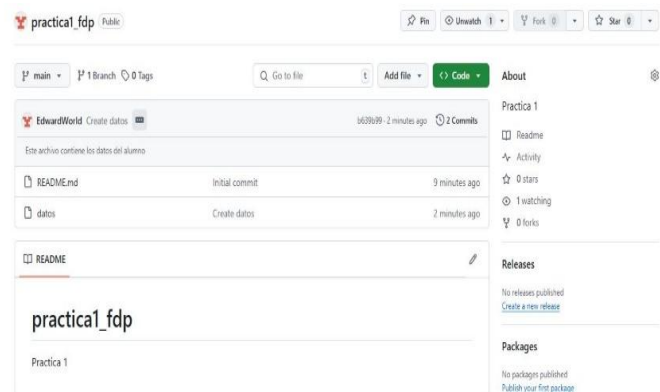 practica1_fdp Public
Pin Unwatch 1 Fork 0 Star 0
main 1 Branch 0 Tags Go to file t Add file Code
EdwardWorld Create datos b639b99 · 2 minutes ago 2 Commits
Este archivo contiene los datos del alumno
README.md Initial commit 9 minutes ago
datos Create datos 2 minutes ago
README
practica1_fdp
Practica 1
About
Practica 1
Readme
Activity
0 stars
1 watching
0 forks
Releases
No releases published
Create a new release
Packages
No packages published
Publish your first package